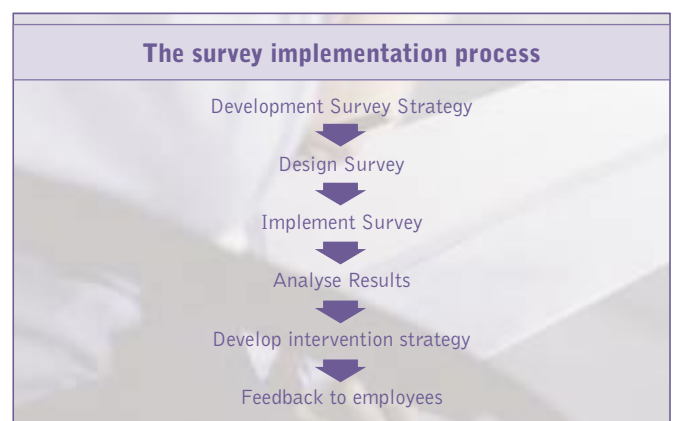 The survey implementation process
Development Survey Strategy
Design Survey
Implement Survey
Analyse Results
Develop intervention strategy
Feedback to employees